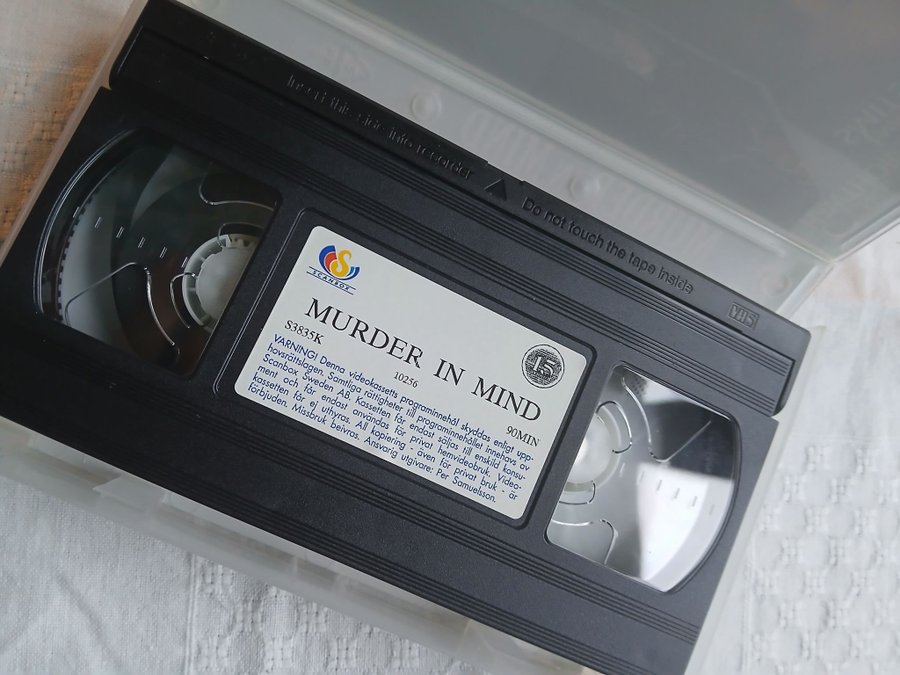 Insert this side into recorder
Do not touch the tape inside
VHS
SCANBOX
MURDER IN MIND
S3835K
10256
90MIN
15
VARNING! Denna videokassetts programinnehåll skyddas enligt upp-
hovsrättslagen. Samtliga rättigheter till programinnehållet innehavs av
Scanbox Sweden AB. Kassetten får endast säljas till enskild konsu-
ment och får endast användas för privat hemvideobruk. Video-
kassetten får ej uthyras. All kopiering - även för privat bruk - är
förbjuden. Missbruk beivras. Ansvarig utgivare: Per Samuelsson.